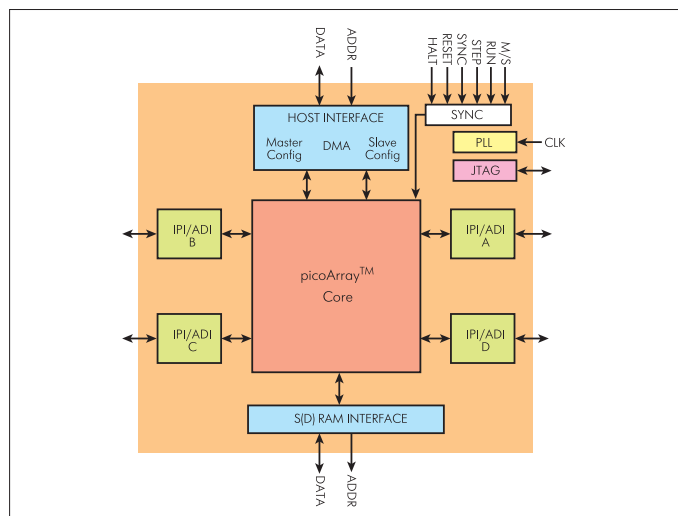 DATA
ADDR
HALT
RESET
SYNC
STEP
RUN
M/S
HOST INTERFACE
Master Config
DMA
Slave Config
SYNC
PLL
CLK
JTAG
IPI/ADI B
IPI/ADI A
picoArray™ Core
IPI/ADI C
IPI/ADI D
S(D) RAM INTERFACE
DATA
ADDR